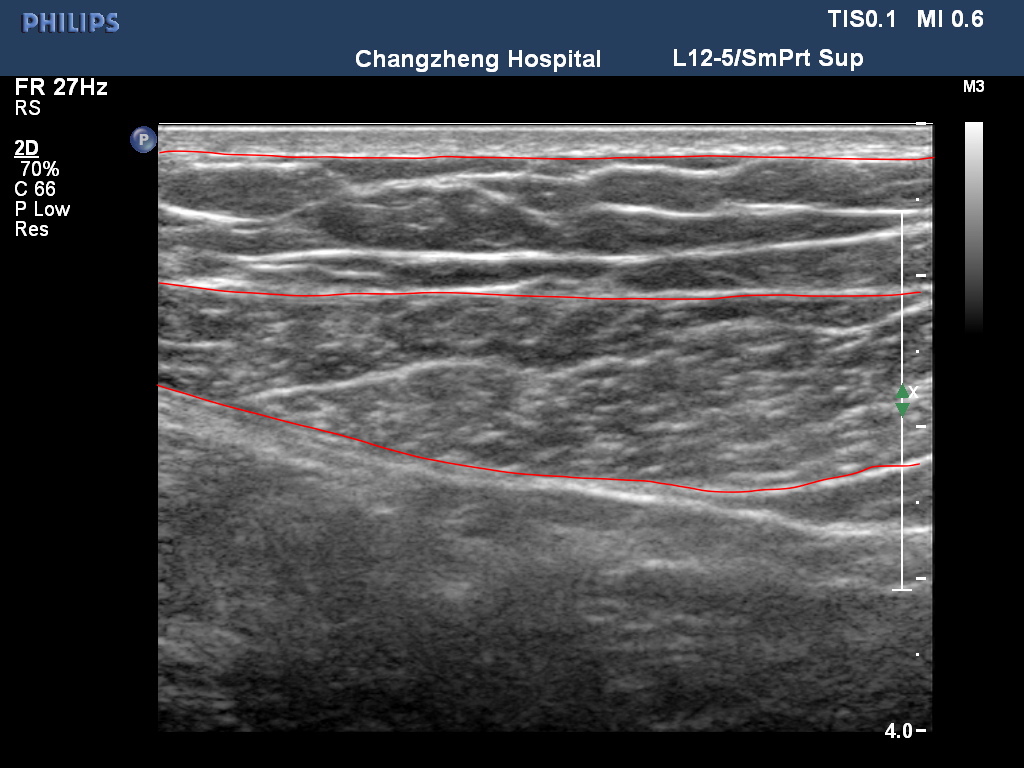 PHILIPS
TIS0.1 MI 0.6
Changzheng Hospital
L12-5/SmPrt Sup
FR 27Hz
RS
M3
P
2D
70%
C 66
P Low
Res
X
4.0